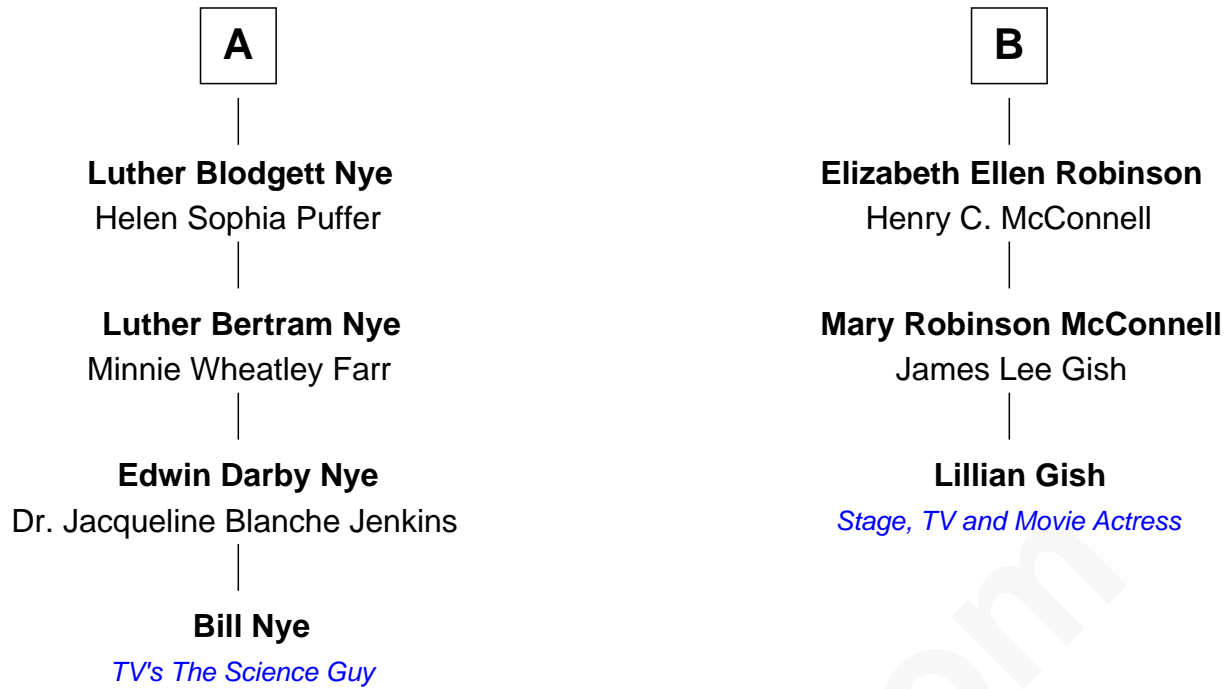 A
Luther Blodgett Nye
Helen Sophia Puffer
Luther Bertram Nye
Minnie Wheatley Farr
Edwin Darby Nye
Dr. Jacqueline Blanche Jenkins
Bill Nye
TV's The Science Guy
B
Elizabeth Ellen Robinson
Henry C. McConnell
Mary Robinson McConnell
James Lee Gish
Lillian Gish
Stage, TV and Movie Actress
om